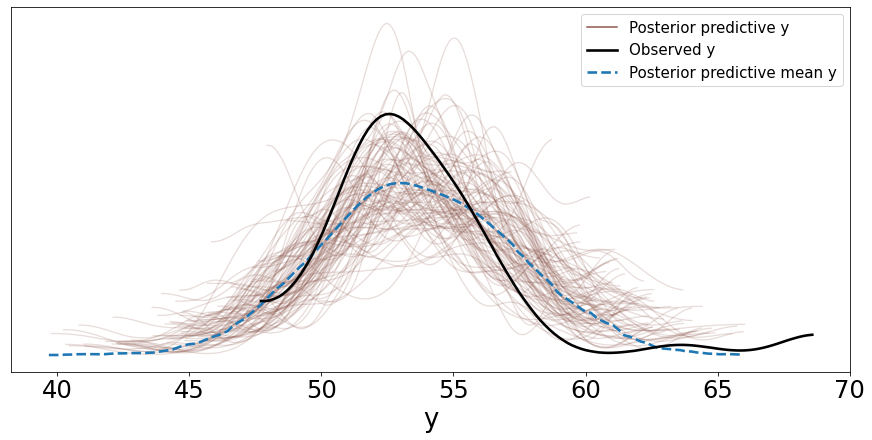 Posterior predictive y
Observed y
Posterior predictive mean y
40 45 50 55 60 65 70
y